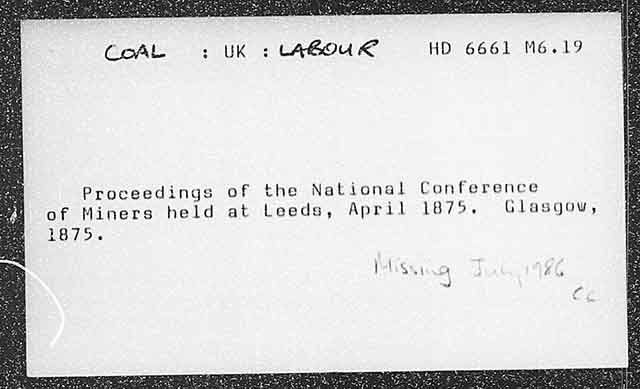 COAL : UK : LABOUR HD 6661 M6.19
Proceedings of the National Conference
of Miners held at Leeds, April 1875. Glasgow,
1875.
Missing July 1986
CC